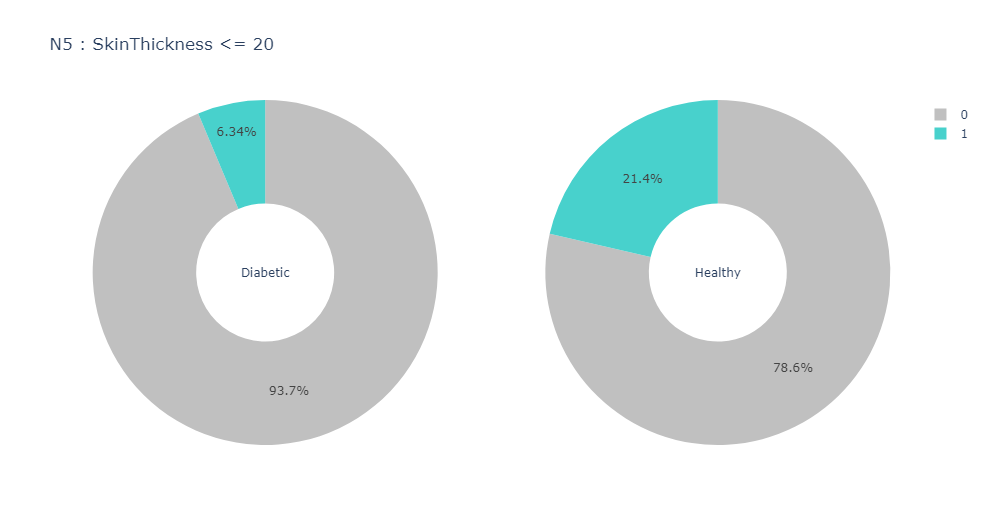 N5 : SkinThickness <= 20
0
1
6.34%
93.7%
Diabetic
21.4%
78.6%
Healthy